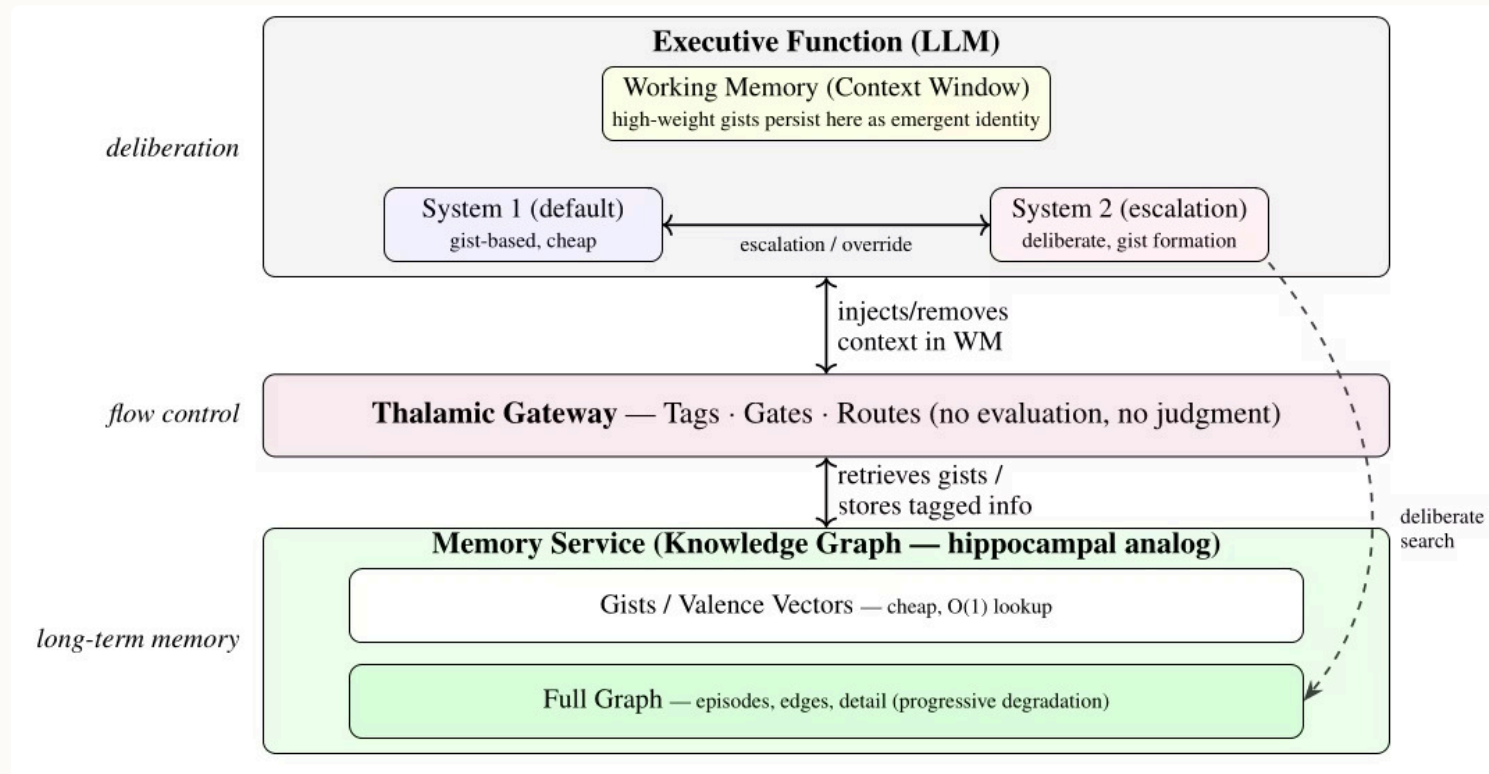 Executive Function (LLM)
Working Memory (Context Window)
high-weight gists persist here as emergent identity
deliberation
System 1 (default)
gist-based, cheap
escalation / override
System 2 (escalation)
deliberate, gist formation
injects/removes
context in WM
flow control
Thalamic Gateway — Tags · Gates · Routes (no evaluation, no judgment)
retrieves gists /
stores tagged info
deliberate
search
Memory Service (Knowledge Graph — hippocampal analog)
Gists / Valence Vectors — cheap, O(1) lookup
long-term memory
Full Graph — episodes, edges, detail (progressive degradation)